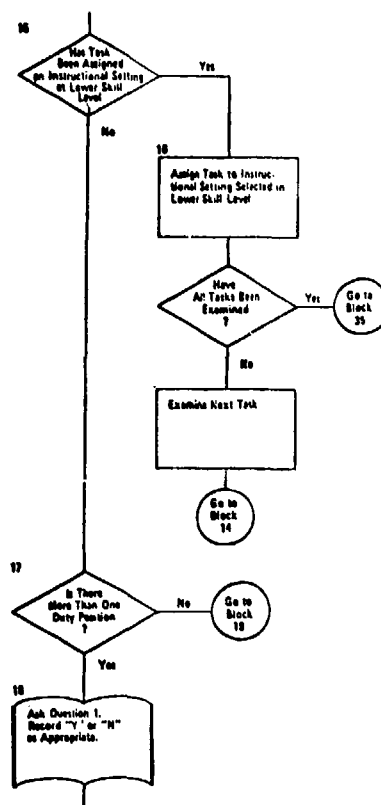 16
Has Task
Been Assigned
an Instructional Setting
at Lower Skill
Level
Yes
No
16
Assign Task to Instruc-
tional Setting Selected in
Lower Skill Level
Have
All Tasks Been
Examined
?
Yes
Go to
Block
35
No
Examine Next Task
Go to
Block
14
17
Is There
More Than One
Duty Position
?
No
Go to
Block
19
Yes
18
Ask Question 1.
Record "Y" or "N"
as Appropriate.